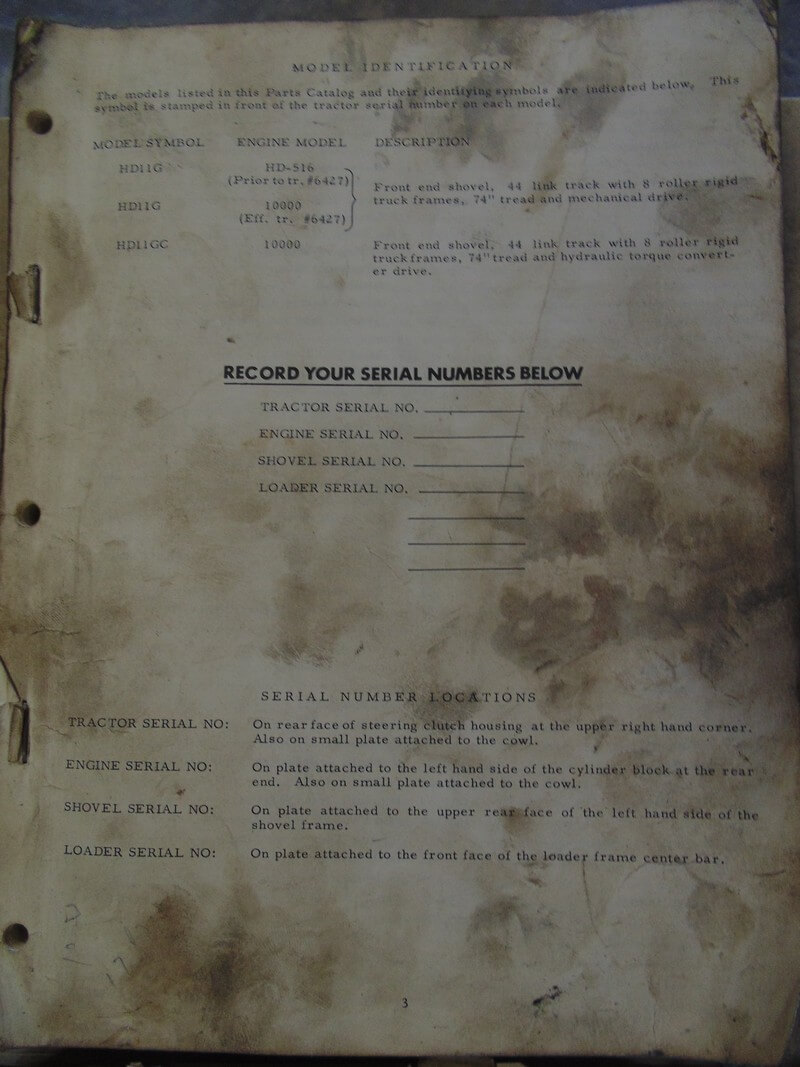 MODEL IDENTIFICATION
The models listed in this Parts Catalog and their identifying symbols are indicated below. This
symbol is stamped in front of the tractor serial number on each model.
MODEL SYMBOL ENGINE MODEL DESCRIPTION
HD11G HD-516
(Prior to tr. #6427)
Front end shovel, 44 link track with 8 roller rigid
truck frames, 74" tread and mechanical drive.
HD11G 10000
(Eff. tr. #6427)
HD11GC 10000 Front end shovel, 44 link track with 8 roller rigid
truck frames, 74" tread and hydraulic torque convert-
er drive.
RECORD YOUR SERIAL NUMBERS BELOW
TRACTOR SERIAL NO.
ENGINE SERIAL NO.
SHOVEL SERIAL NO.
LOADER SERIAL NO.
SERIAL NUMBER LOCATIONS
TRACTOR SERIAL NO: On rear face of steering clutch housing at the upper right hand corner.
Also on small plate attached to the cowl.
ENGINE SERIAL NO: On plate attached to the left hand side of the cylinder block at the rear
end. Also on small plate attached to the cowl.
SHOVEL SERIAL NO: On plate attached to the upper rear face of the left hand side of the
shovel frame.
LOADER SERIAL NO: On plate attached to the front face of the loader frame center bar.
3